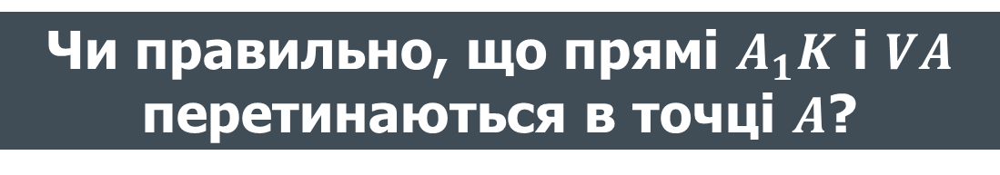 Чи правильно, що прямі A₁K і VA
перетинаються в точці A?